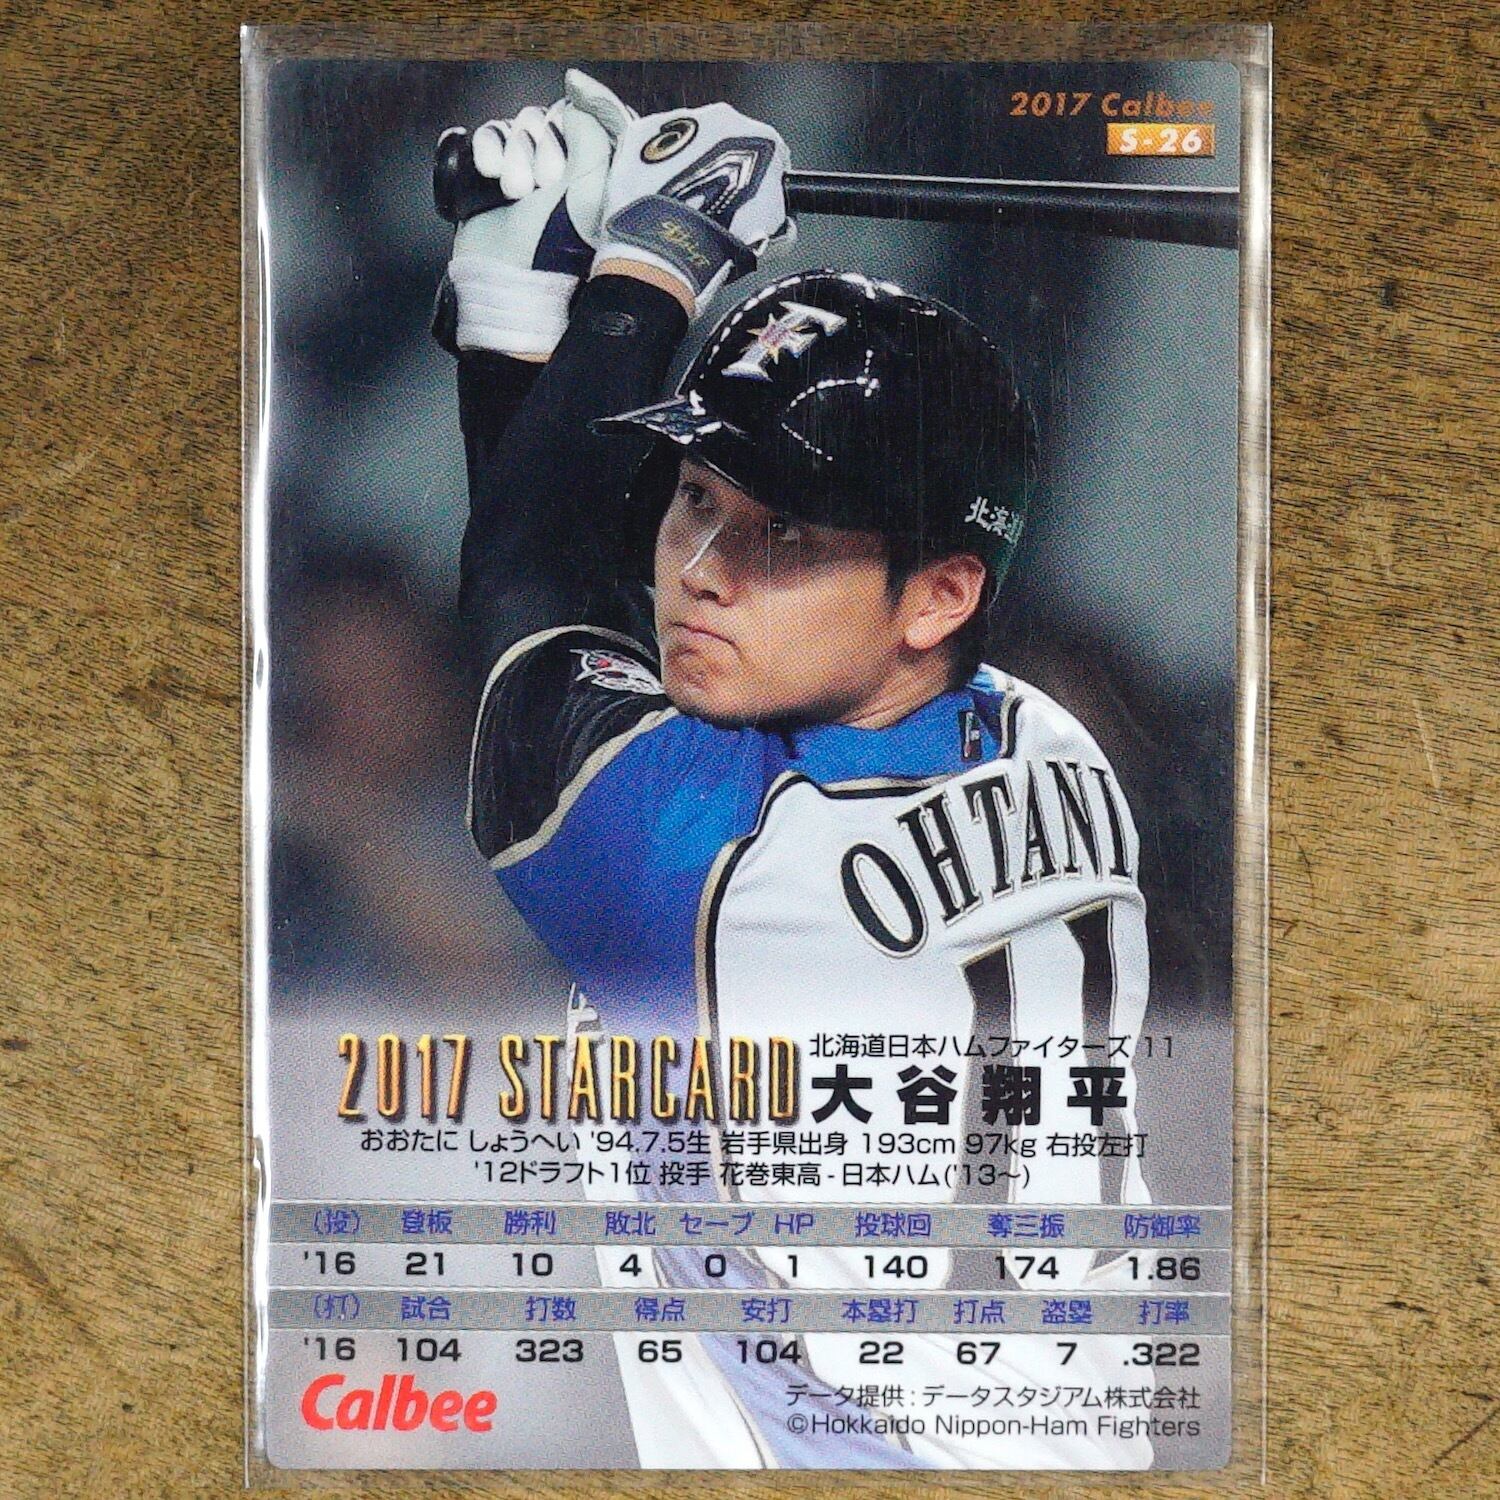 2017 Calbee
S-26
F
北海道
OHTANI
11
2017 STARCARD
北海道日本ハムファイターズ 11
大谷翔平
おおたに しょうへい '94.7.5生 岩手県出身 193cm 97kg 右投左打
'12ドラフト1位 投手 花巻東高-日本ハム('13〜)
(投) 登板 勝利 敗北 セーブ HP 投球回 奪三振 防御率
'16 21 10 4 0 1 140 174 1.86
(打) 試合 打数 得点 安打 本塁打 打点 盗塁 打率
'16 104 323 65 104 22 67 7 .322
Calbee
データ提供:データスタジアム株式会社
©Hokkaido Nippon-Ham Fighters